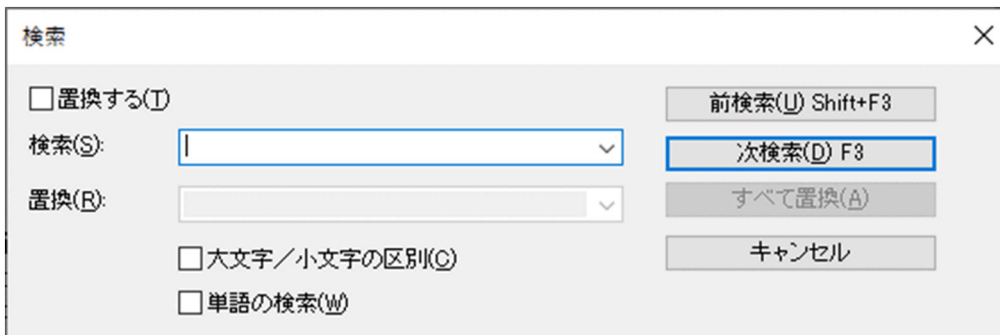 検索
置換する(T)
前検索(U) Shift+F3
検索(S):
次検索(D) F3
置換(R):
すべて置換(A)
大文字／小文字の区別(C)
キャンセル
単語の検索(W)